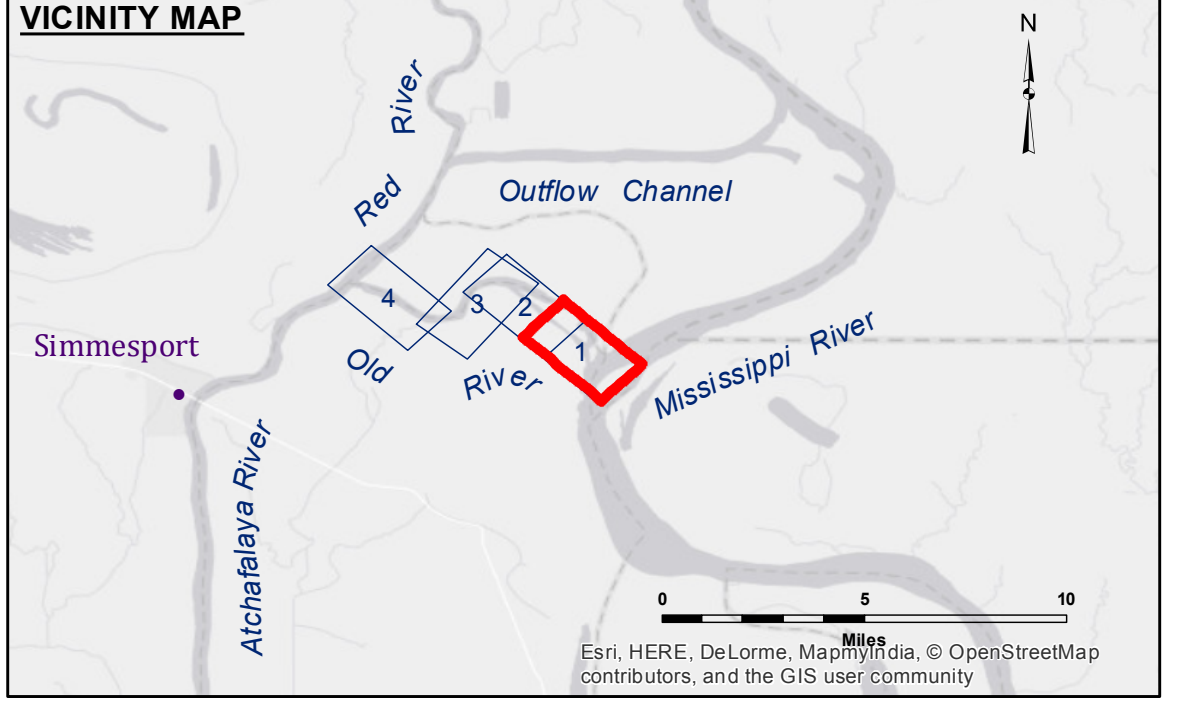 VICINITY MAP
N
Red River
Outflow Channel
4
3
2
1
Simmesport
Old River
Mississippi River
Atchafalaya River
0 5 10
Miles
Esri, HERE, DeLorme, MapmyIndia, © OpenStreetMap
contributors, and the GIS user community